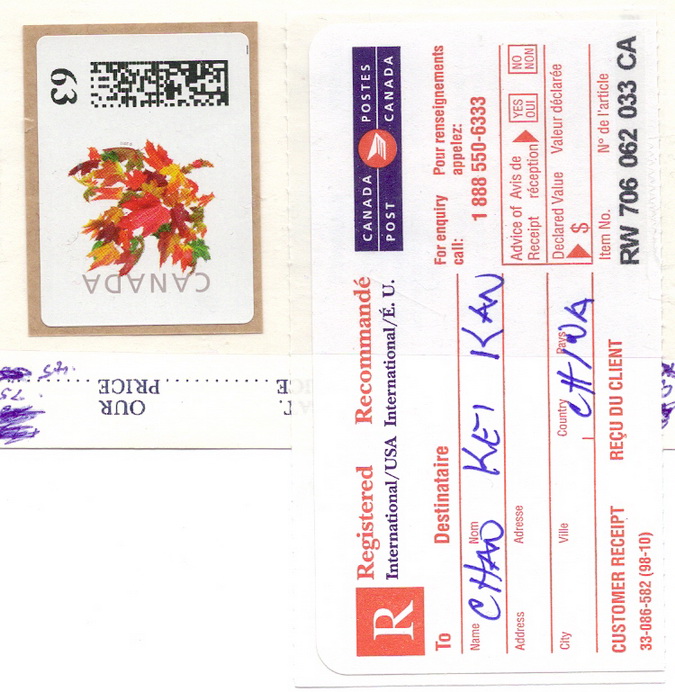 63
CANADA
OUR
PRICE
R
Registered Recommandé
International/USA International/É. U.
CANADA POSTES
POST CANADA
To Destinataire
For enquiry Pour renseignements
call: appelez:
1 888 550-6333
Name Nom CHAN KEI KAN
Address Adresse
City Ville Country Pays CHINA
Advice of Avis de
Receipt réception
YES NO
OUI NON
Declared Value Valeur déclarée
$
Item No. N° de l'article
RW 706 062 033 CA
CUSTOMER RECEIPT REÇU DU CLIENT
33-086-582 (98-10)